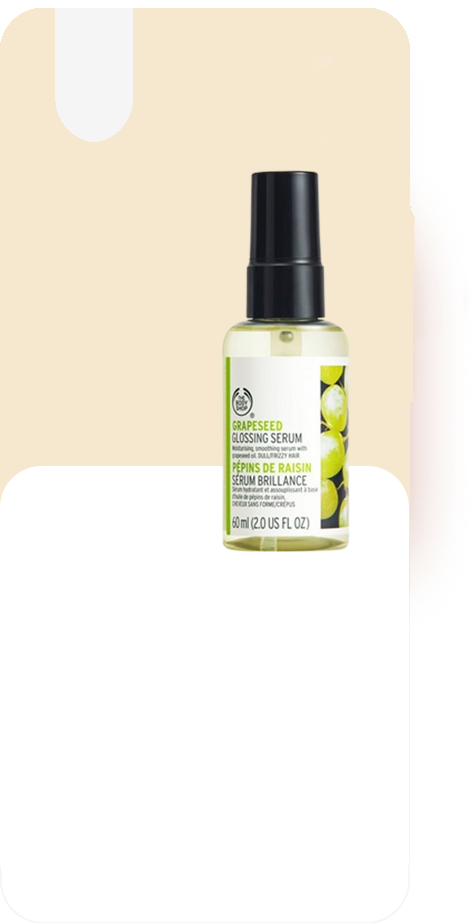 THE
BODY
SHOP
®
GRAPESEED
GLOSSING SERUM
Moisturising, smoothing serum with
grapeseed oil. DULL/FRIZZY HAIR
PÉPINS DE RAISIN
SÉRUM BRILLANCE
Sérum hydratant et assouplissant à base
d'huile de pépins de raisin.
CHEVEUX SANS FORME/CRÉPUS
60 ml (2.0 US FL OZ)